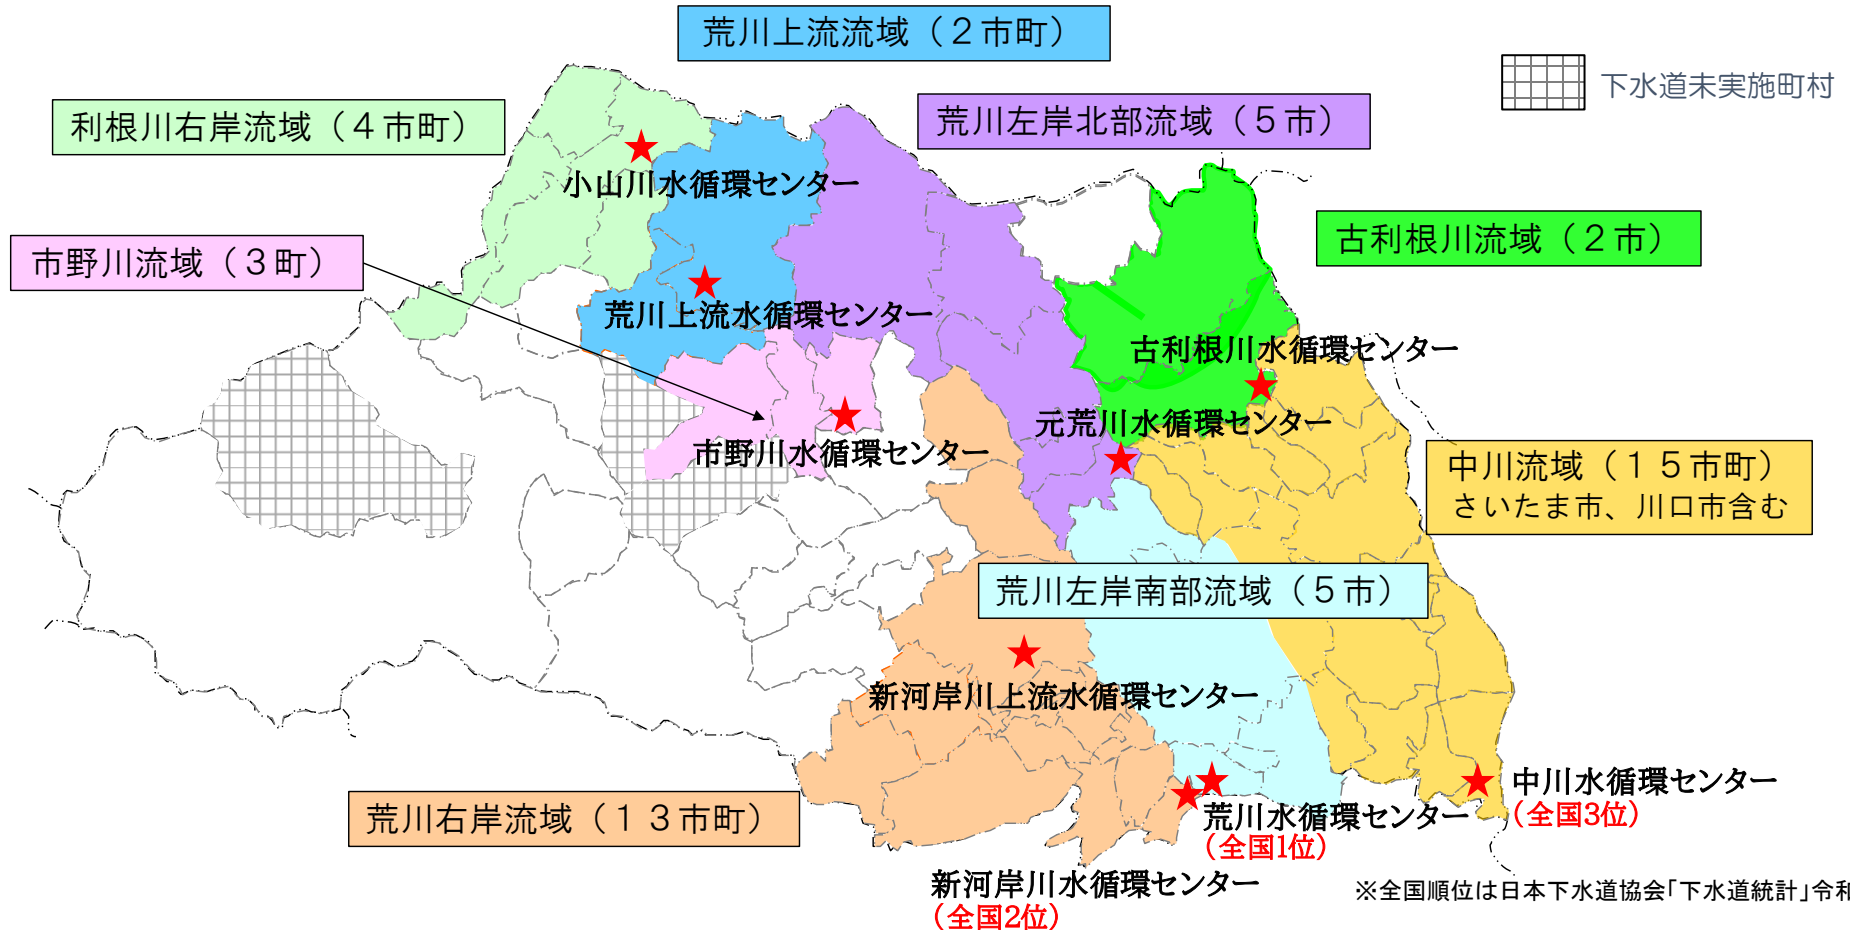 荒川上流流域（２市町）
下水道未実施町村
利根川右岸流域（４市町）
荒川左岸北部流域（５市）
小山川水循環センター
市野川流域（３町）
古利根川流域（２市）
荒川上流水循環センター
古利根川水循環センター
元荒川水循環センター
市野川水循環センター
中川流域（１５市町）
さいたま市、川口市含む
荒川左岸南部流域（５市）
新河岸川上流水循環センター
荒川右岸流域（１３市町）
中川水循環センター
（全国3位）
荒川水循環センター
（全国1位）
新河岸川水循環センター
（全国2位）
※全国順位は日本下水道協会「下水道統計」令和